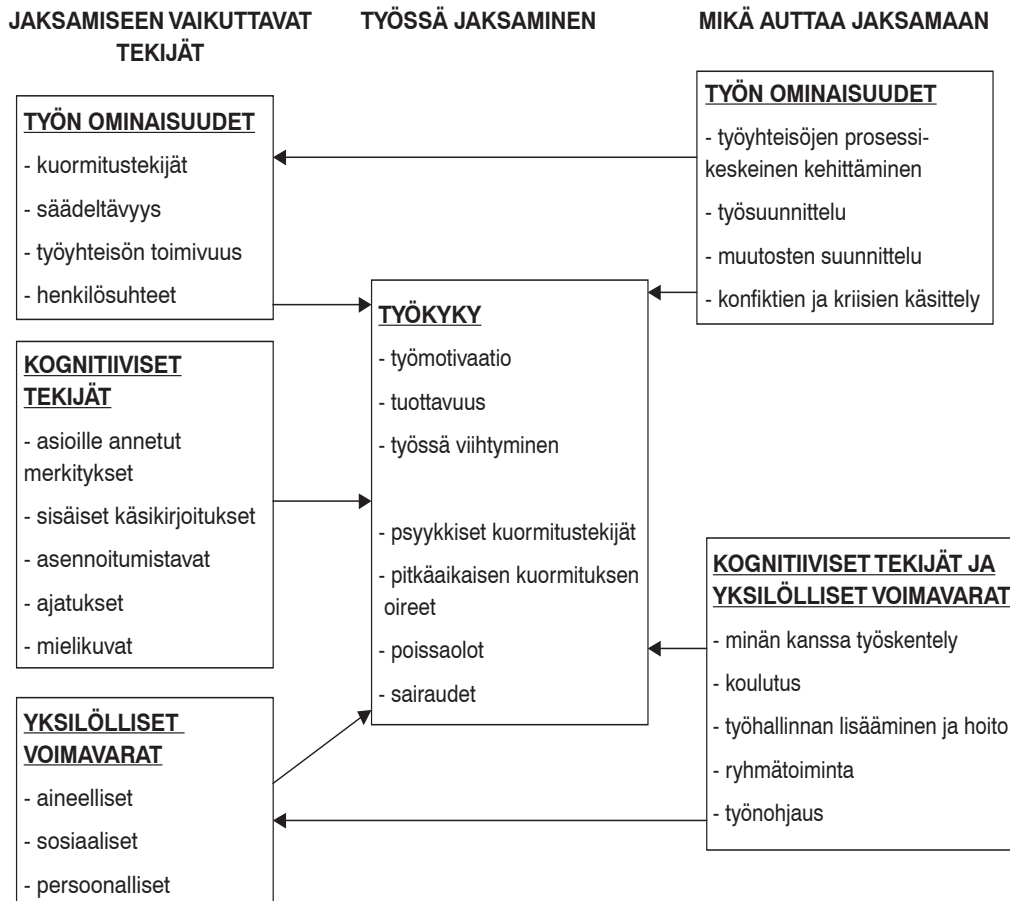 JAKSAMISEEN VAIKUTTAVAT
TEKIJÄT
TYÖSSÄ JAKSAMINEN
MIKÄ AUTTAA JAKSAMAAN
TYÖN OMINAISUUDET
- kuormitustekijät
- säädeltävyys
- työyhteisön toimivuus
- henkilösuhteet
KOGNITIIVISET
TEKIJÄT
- asioille annetut
merkitykset
- sisäiset käsikirjoitukset
- asennoitumistavat
- ajatukset
- mielikuvat
YKSILÖLLISET
VOIMAVARAT
- aineelliset
- sosiaaliset
- persoonalliset
TYÖKYKY
- työmotivaatio
- tuottavuus
- työssä viihtyminen
- psyykkiset kuormitustekijät
- pitkäaikaisen kuormituksen
oireet
- poissaolot
- sairaudet
TYÖN OMINAISUUDET
- työyhteisöjen prosessi-
keskeinen kehittäminen
- työsuunnittelu
- muutosten suunnittelu
- konfiktien ja kriisien käsittely
KOGNITIIVISET TEKIJÄT JA
YKSILÖLLISET VOIMAVARAT
- minän kanssa työskentely
- koulutus
- työhallinnan lisääminen ja hoito
- ryhmätoiminta
- työnohjaus